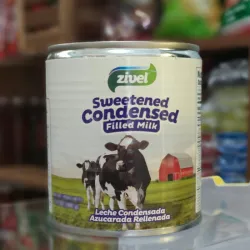 zivel
Sweetened
Condensed
Filled Milk
Leche Condensada
Azucarada Rellenada